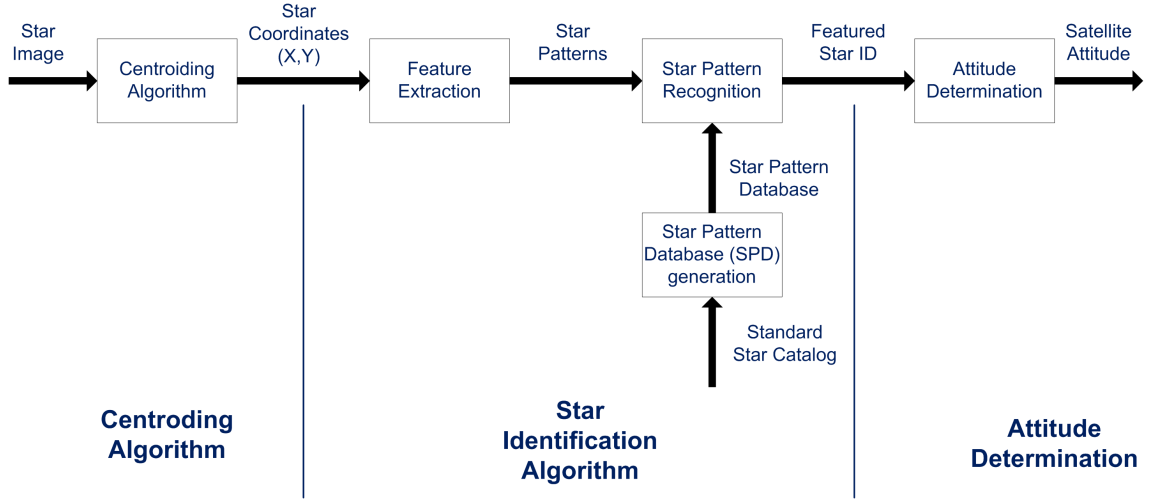 Star
Image
Centroiding
Algorithm
Star
Coordinates
(X,Y)
Feature
Extraction
Star
Patterns
Star Pattern
Recognition
Featured
Star ID
Attitude
Determination
Satellite
Attitude
Star Pattern
Database
Star Pattern
Database (SPD)
generation
Standard
Star Catalog
Centroding
Algorithm
Star
Identification
Algorithm
Attitude
Determination